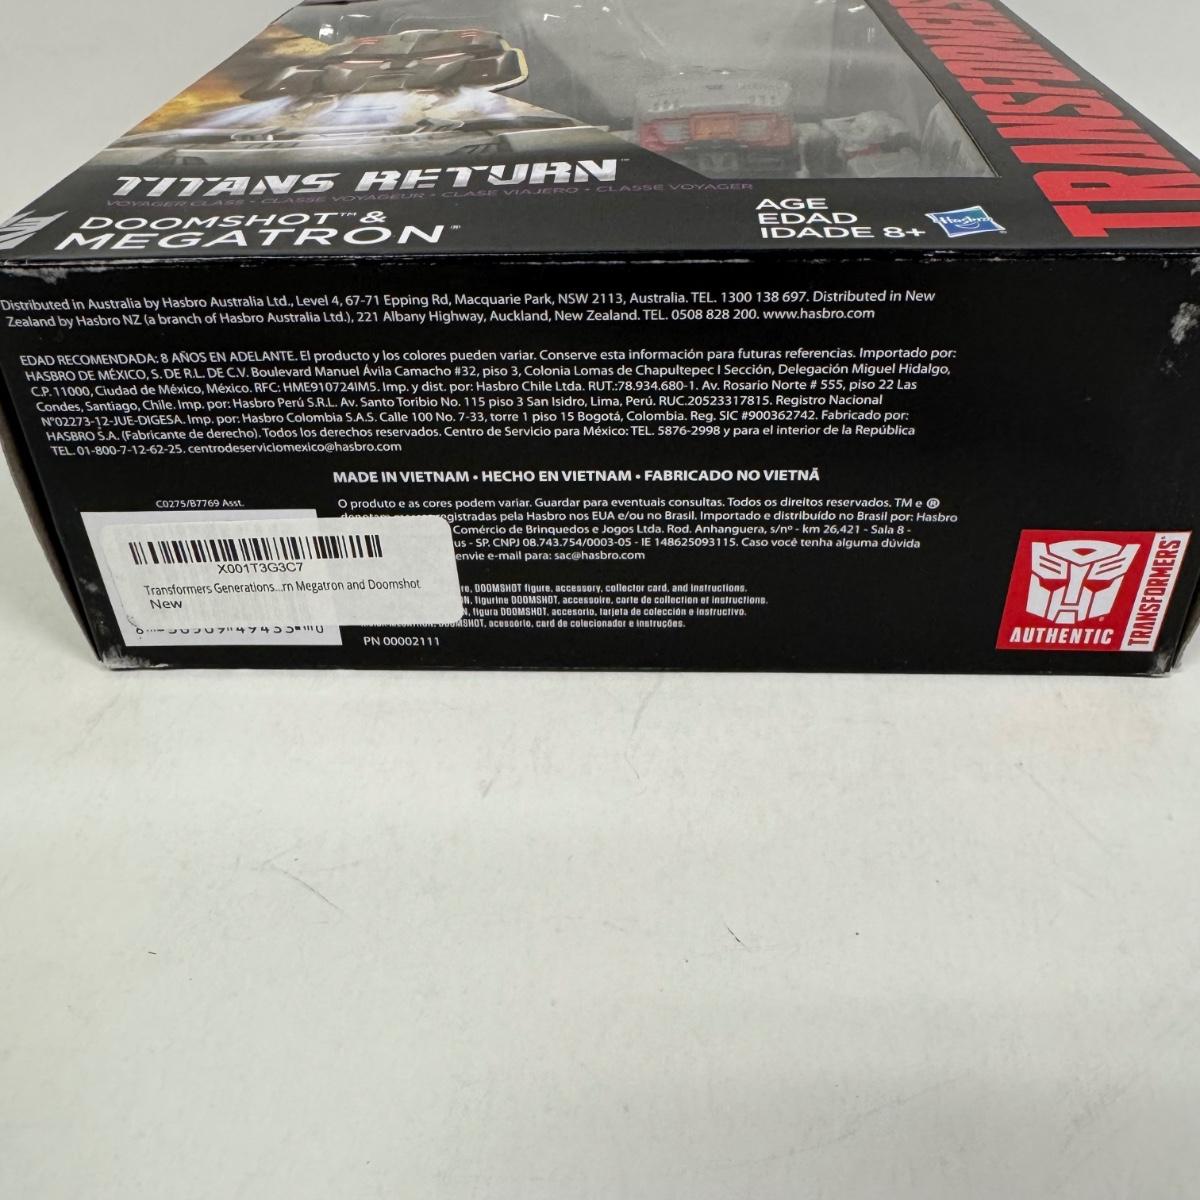 TRANSFORMERS
TITANS RETURN™
VOYAGER CLASS • CLASSE VOYAGEUR • CLASE VIAJERO • CLASSE VOYAGER
DOOMSHOT™ &
MEGATRON®
AGE
EDAD
IDADE 8+
Hasbro
Distributed in Australia by Hasbro Australia Ltd., Level 4, 67-71 Epping Rd, Macquarie Park, NSW 2113, Australia. TEL. 1300 138 697. Distributed in New
Zealand by Hasbro NZ (a branch of Hasbro Australia Ltd.), 221 Albany Highway, Auckland, New Zealand. TEL. 0508 828 200. www.hasbro.com
EDAD RECOMENDADA: 8 AÑOS EN ADELANTE. El producto y los colores pueden variar. Conserve esta información para futuras referencias. Importado por:
HASBRO DE MÉXICO, S. DE R.L. DE C.V. Boulevard Manuel Ávila Camacho #32, piso 3, Colonia Lomas de Chapultepec I Sección, Delegación Miguel Hidalgo,
C.P. 11000, Ciudad de México, México. RFC: HME910724IM5. Imp. y dist. por: Hasbro Chile Ltda. RUT.:78.934.680-1. Av. Rosario Norte # 555, piso 22 Las
Condes, Santiago, Chile. Imp. por: Hasbro Perú S.R.L. Av. Santo Toribio No. 115 piso 3 San Isidro, Lima, Perú. RUC.20523317815. Registro Nacional
N°02273-12-JUE-DIGESA. Imp. por: Hasbro Colombia S.A.S. Calle 100 No. 7-33, torre 1 piso 15 Bogotá, Colombia. Reg. SIC #900362742. Fabricado por:
HASBRO S.A. (Fabricante de derecho). Todos los derechos reservados. Centro de Servicio para México: TEL. 5876-2998 y para el interior de la República
TEL. 01-800-7-12-62-25. centrodeserviciomexico@hasbro.com
MADE IN VIETNAM • HECHO EN VIETNAM • FABRICADO NO VIETNÃ
C0275/B7769 Asst.
O produto e as cores podem variar. Guardar para eventuais consultas. Todos os direitos reservados. TM e ®
denotam marcas registradas pela Hasbro nos EUA e/ou no Brasil. Importado e distribuído no Brasil por: Hasbro
Comércio de Brinquedos e Jogos Ltda. Rod. Anhanguera, s/nº - km 26,421 - Sala 8 -
us - SP. CNPJ 08.743.754/0003-05 - IE 148625093115. Caso você tenha alguma dúvida
envie e-mail para: sac@hasbro.com
X001T3G3C7
Transformers Generations...rn Megatron and Doomshot
New
re, DOOMSHOT figure, accessory, collector card, and instructions.
N, figurine DOOMSHOT, accessoire, carte de collection et instructions.
N, figura DOOMSHOT, accesorio, tarjeta de colección e instructivo.
DOOMSHOT, acessório, card de colecionador e instruções.
PN 00002111
AUTHENTIC
TRANSFORMERS